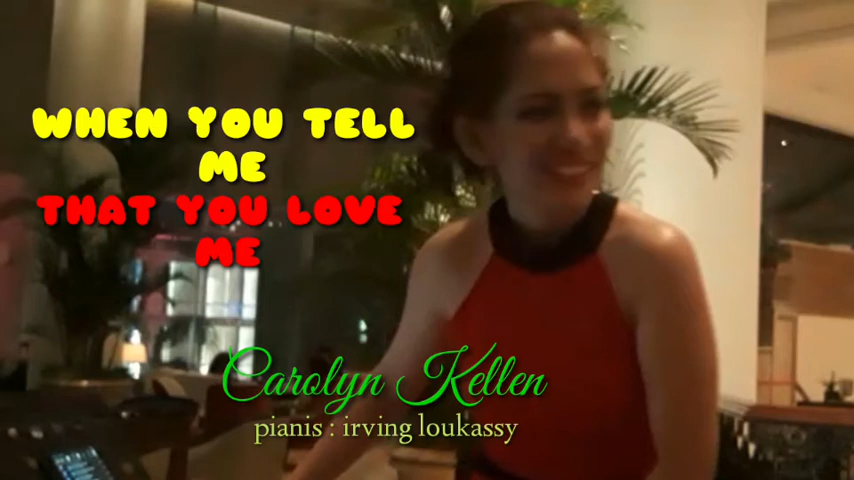 WHEN YOU TELL
ME
THAT YOU LOVE
ME
Carolyn Kellen
pianis : irving loukassy